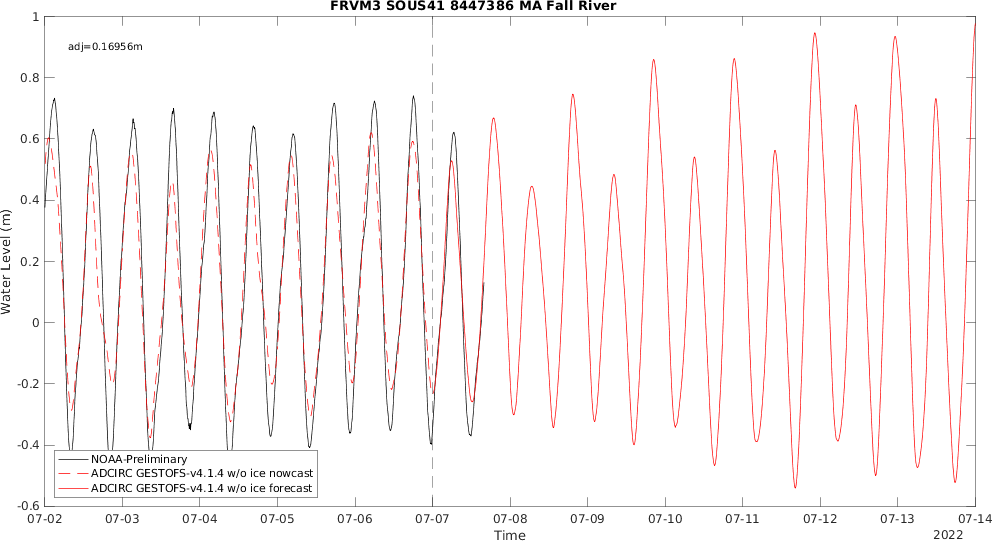 FRVM3 SOUS41 8447386 MA Fall River
adj=0.16956m
Water Level (m)
1
0.8
0.6
0.4
0.2
0
-0.2
-0.4
-0.6
NOAA-Preliminary
ADCIRC GESTOFS-v4.1.4 w/o ice nowcast
ADCIRC GESTOFS-v4.1.4 w/o ice forecast
07-02 07-03 07-04 07-05 07-06 07-07 07-08 07-09 07-10 07-11 07-12 07-13 07-14
Time
2022